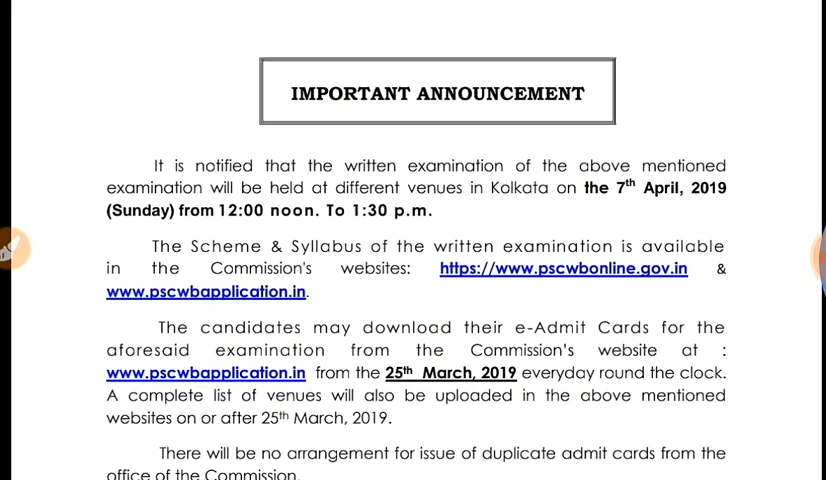 IMPORTANT ANNOUNCEMENT
It is notified that the written examination of the above mentioned
examination will be held at different venues in Kolkata on the 7th April, 2019
(Sunday) from 12:00 noon. To 1:30 p.m.
The Scheme & Syllabus of the written examination is available
in the Commission's websites: https://www.pscwbonline.gov.in &
www.pscwbapplication.in.
The candidates may download their e-Admit Cards for the
aforesaid examination from the Commission's website at :
www.pscwbapplication.in from the 25th March, 2019 everyday round the clock.
A complete list of venues will also be uploaded in the above mentioned
websites on or after 25th March, 2019.
There will be no arrangement for issue of duplicate admit cards from the
office of the Commission.